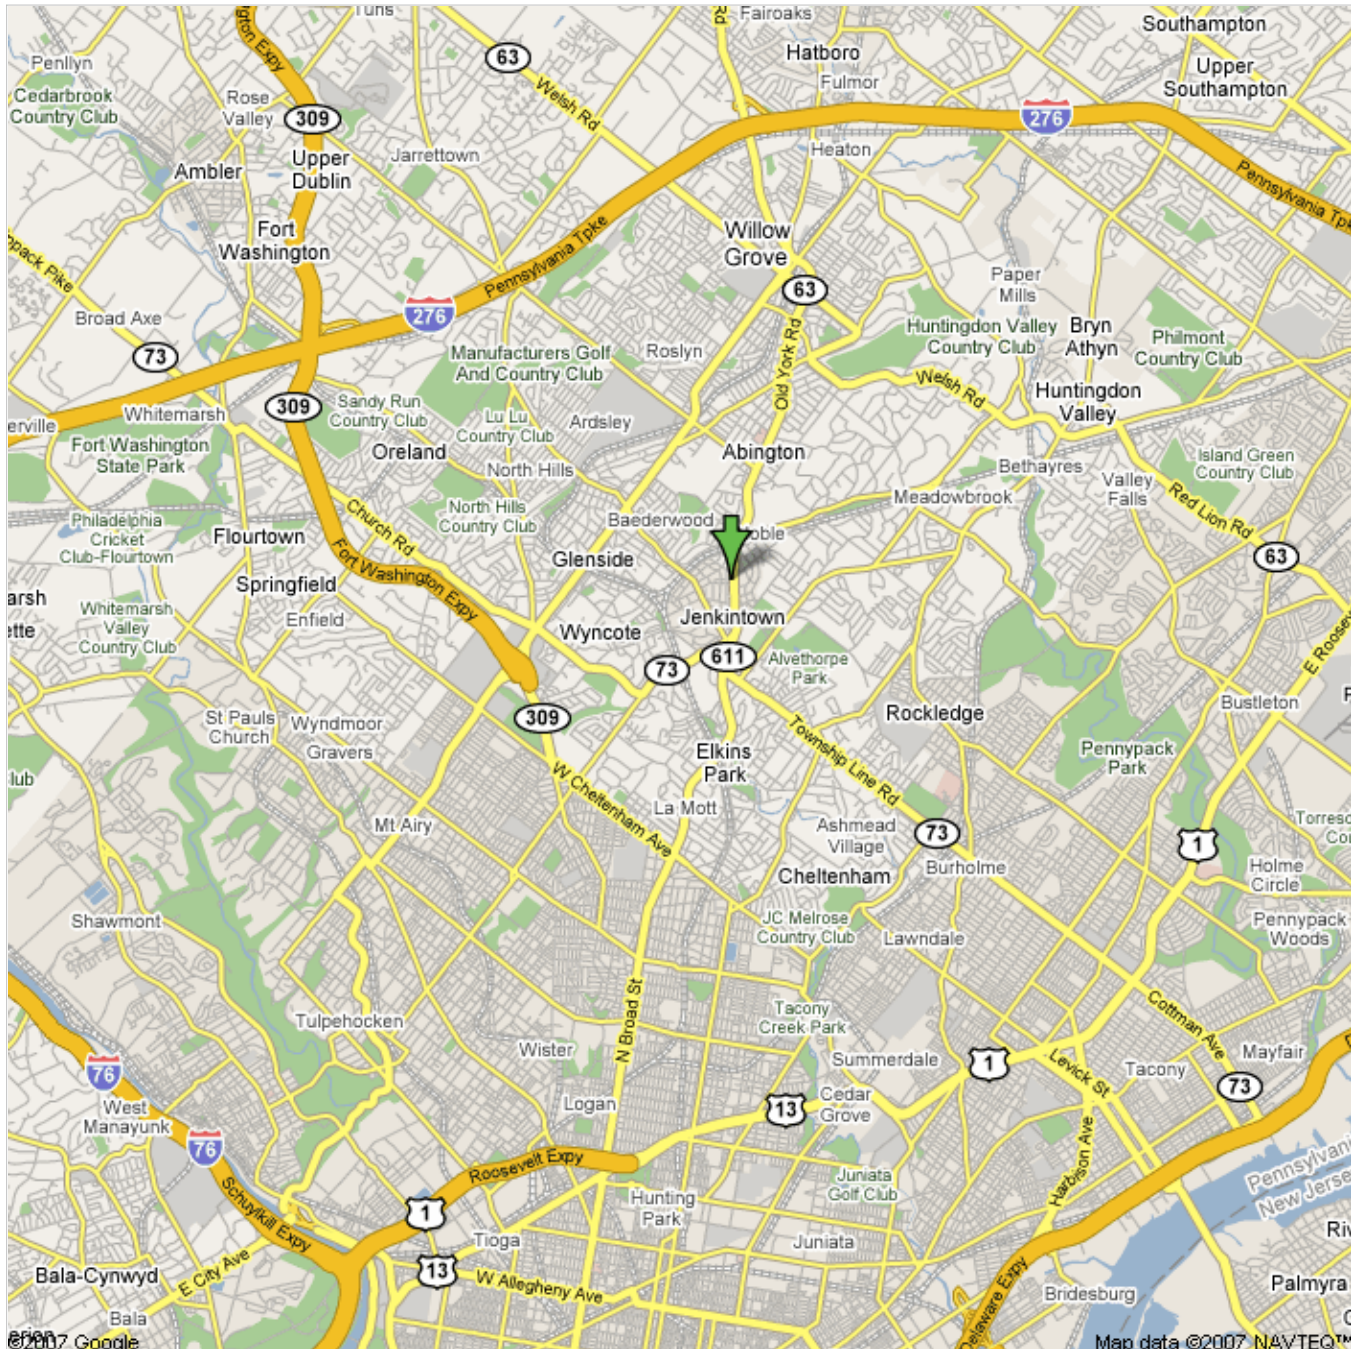 Tuns
Fairoaks
Southampton
Hatboro
Penllyn
63
Fulmor
Upper
Southampton
Cedarbrook
Country Club
Rose
Valley
309
Welsh Rd
276
Upper
Dublin
Jarrettown
Heaton
Ambler
Pennsylvania Tpke
Fort
Washington
Willow
Grove
Pennsylvania Tpke
Paper
Mills
63
276
Broad Axe
Huntingdon Valley
Country Club
Bryn
Athyn
Philmont
Country Club
73
Manufacturers Golf
And Country Club
Roslyn
Old York Rd
Welsh Rd
Huntingdon
Valley
309
Sandy Run
Country Club
Whitemarsh
Lu Lu
Country Club
Ardsley
Fort Washington
State Park
Oreland
Abington
Island Green
Country Club
North Hills
Bethayres
Valley
Falls
Meadowbrook
Red Lion Rd
North Hills
Country Club
Church Rd
Baederwood
Philadelphia
Cricket
Club-Flourtown
Flourtown
Glenside
63
Fort Washington Expy
Springfield
Enfield
Whitemarsh
Valley
Country Club
Jenkintown
Wyncote
611
73
Alvethorpe
Park
Bustleton
309
St Pauls
Church
Wyndmoor
Gravers
Rockledge
Township Line Rd
Elkins
Park
Pennypack
Park
W Cheltenham Ave
La Mott
Mt Airy
Ashmead
Village
73
1
Cheltenham
Burholme
Holme
Circle
Shawmont
JC Melrose
Country Club
Lawndale
Pennypack
Woods
N Broad St
Tacony
Creek Park
Cottman Ave
Tulpehocken
Wister
Summerdale
1
Levick St
Mayfair
Tacony
73
76
West
Manayunk
Logan
13
Cedar
Grove
76
Roosevelt Expy
Harbison Ave
Juniata
Golf Club
Schuylkill Expy
1
Hunting
Park
Tioga
Juniata
13
Bala-Cynwyd
E City Ave
W Allegheny Ave
Delaware Expy
Bridesburg
Palmyra
Bala
©2007 Google
Map data ©2007 NAVTEQ™